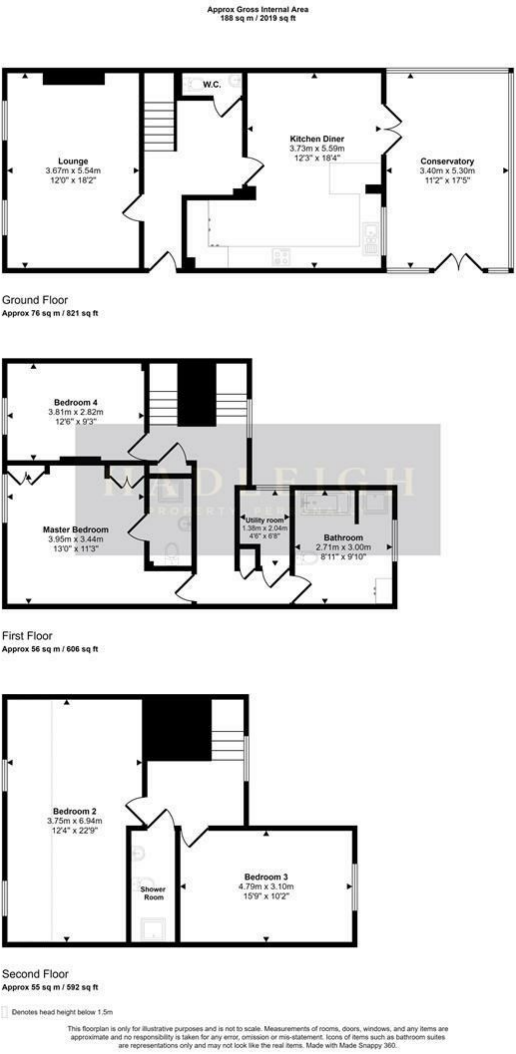 Approx Gross Internal Area
188 sq m / 2019 sq ft
W.C.
Lounge
3.67m x 5.54m
12'0" x 18'2"
Kitchen Diner
3.73m x 5.59m
12'3" x 18'4"
Conservatory
3.40m x 5.30m
11'2" x 17'5"
Ground Floor
Approx 76 sq m / 821 sq ft
Bedroom 4
3.81m x 2.82m
12'6" x 9'3"
HADLEIGH
Master Bedroom
3.95m x 3.44m
13'0" x 11'3"
Utility room
1.38m x 2.04m
4'6" x 6'8"
Bathroom
2.71m x 3.00m
8'11" x 9'10"
First Floor
Approx 56 sq m / 606 sq ft
Bedroom 2
3.75m x 6.94m
12'4" x 22'9"
Shower
Room
Bedroom 3
4.79m x 3.10m
15'9" x 10'2"
Second Floor
Approx 55 sq m / 592 sq ft
Denotes head height below 1.5m
This floorplan is only for illustrative purposes and is not to scale. Measurements of rooms, doors, windows, and any items are
approximate and no responsibility is taken for any error, omission or mis-statement. Icons of items such as bathroom suites
are representations only and may not look like the real items. Made with Made Snappy 360.